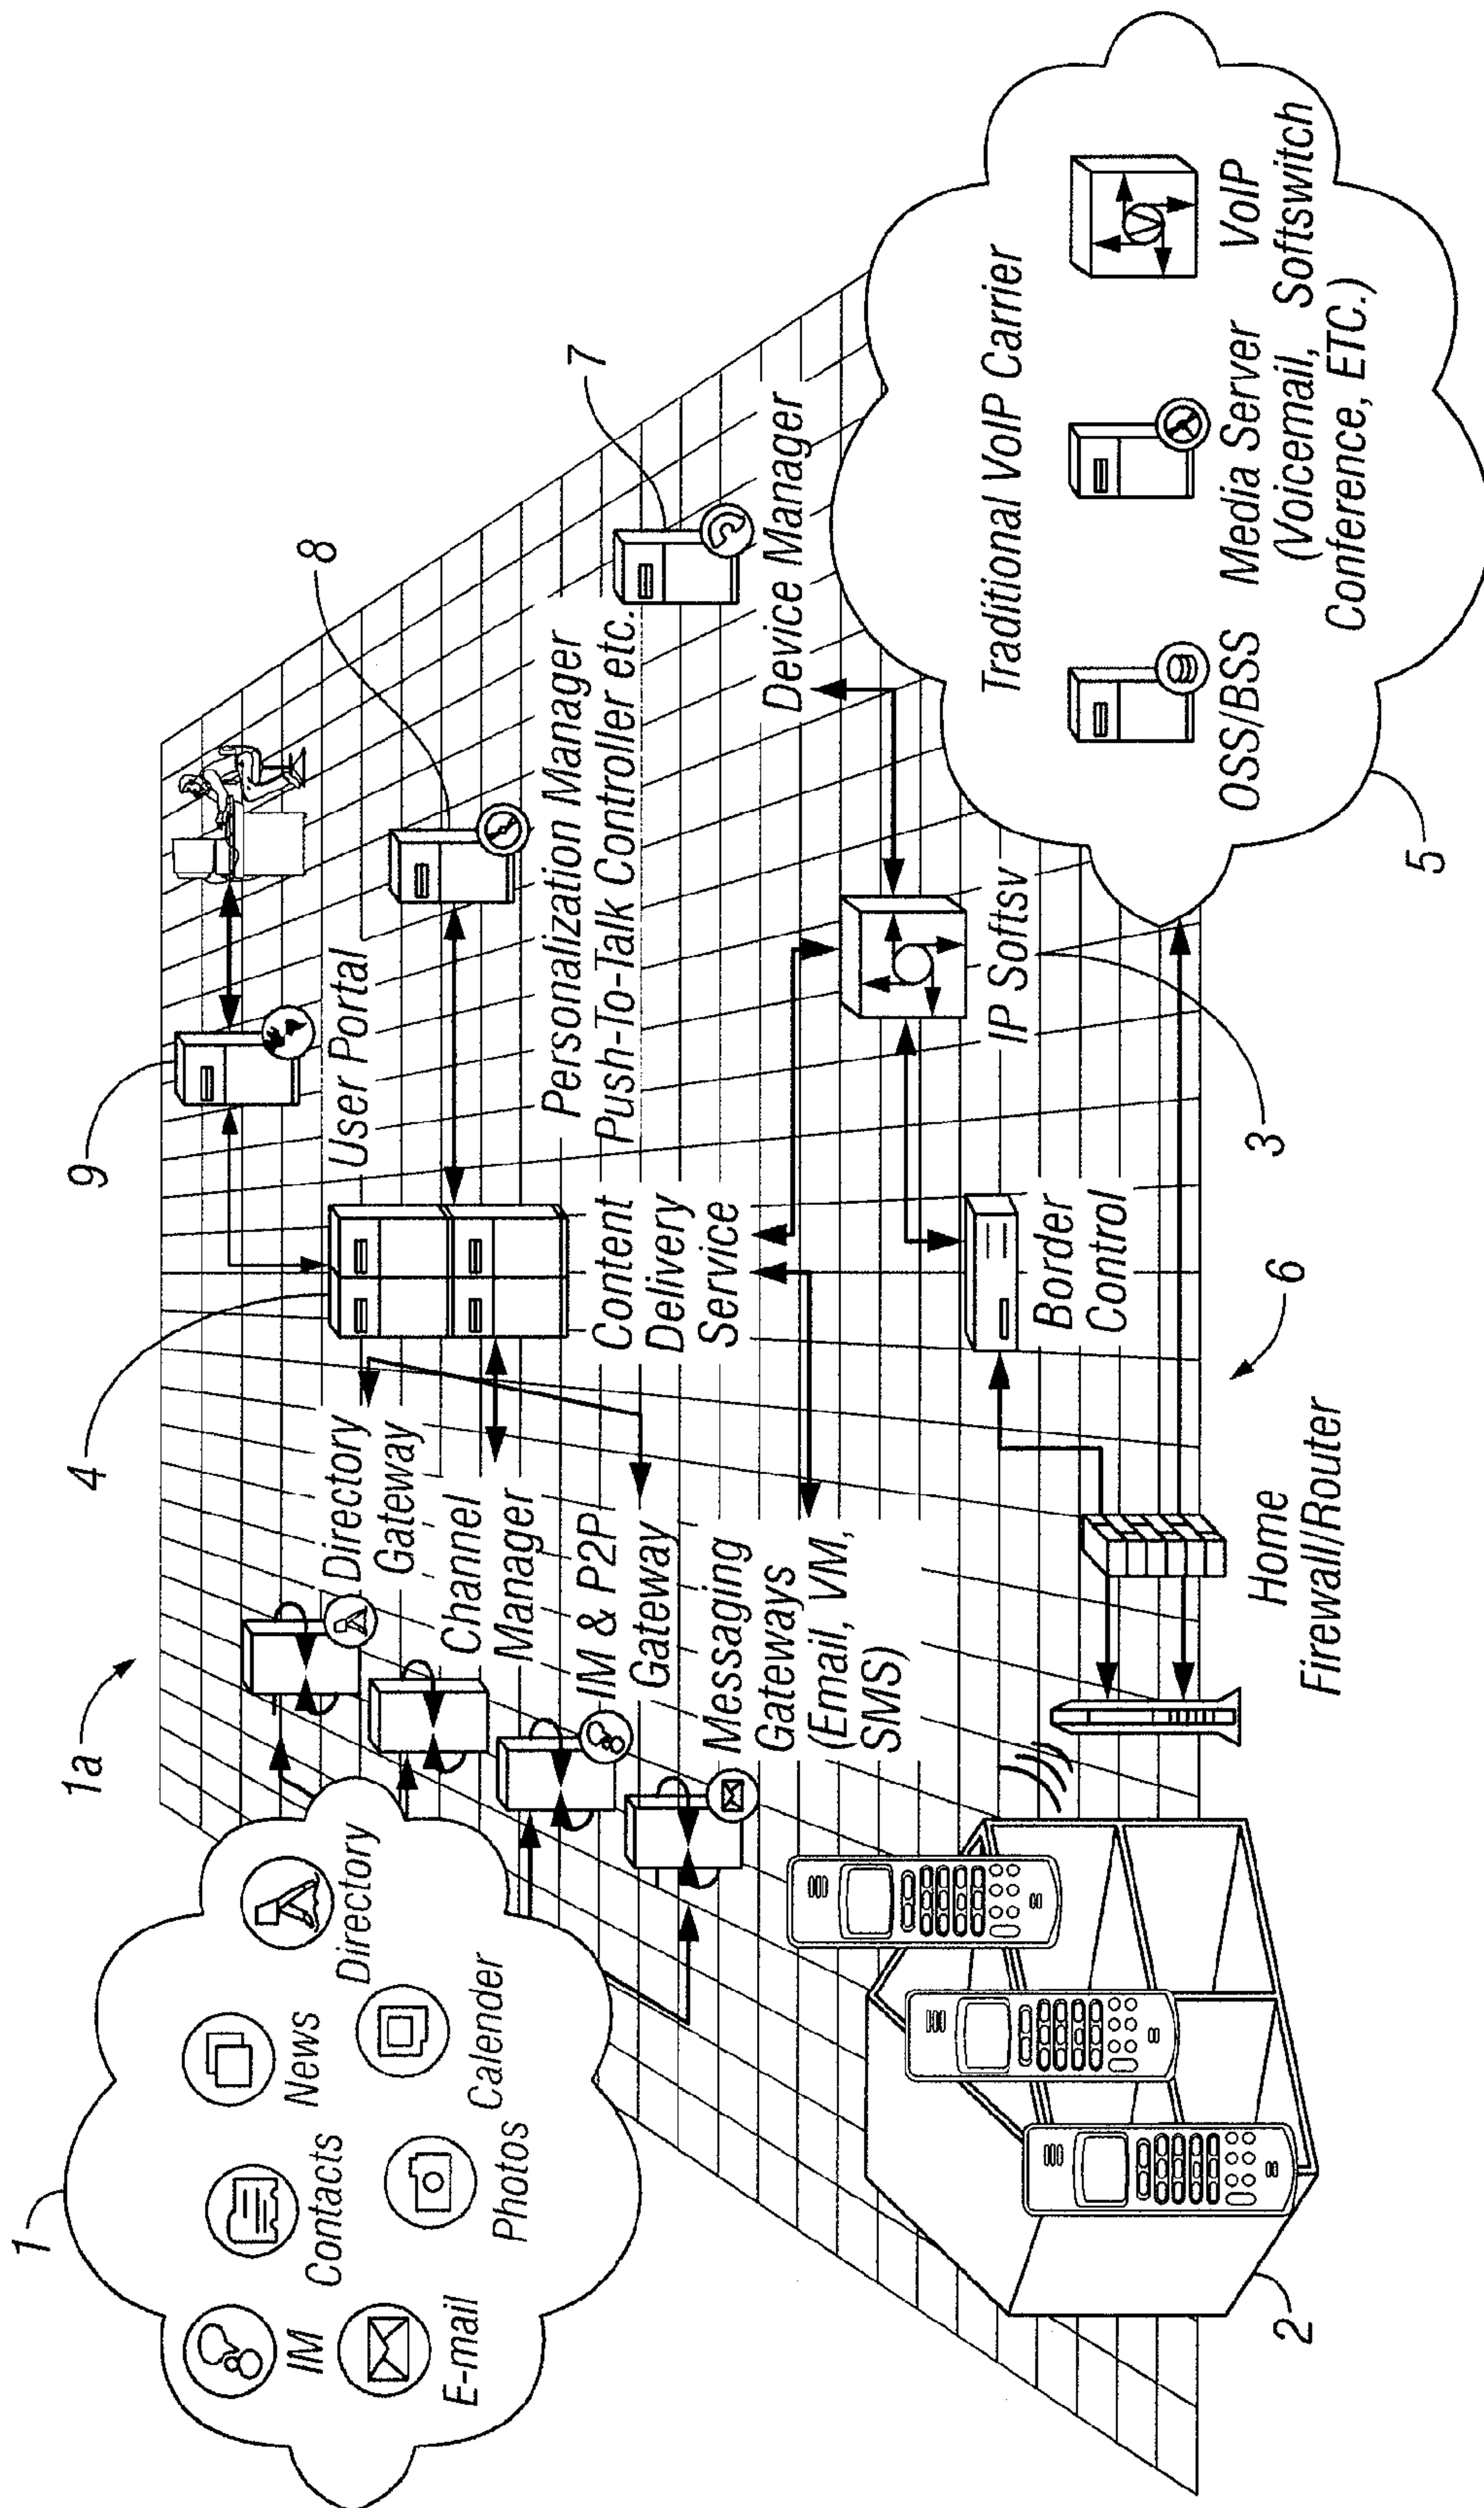 1
IM
Contacts
News
Directory
E-mail
Photos
Calender
1a
Directory
Gateway
Channel
Manager
IM & P2P
Gateway
Messaging
Gateways
(Email, VM,
SMS)
4
9
User Portal
8
Content
Delivery
Service
Personalization Manager
Push-To-Talk Controller etc.
7
Device Manager
IP Softsv
3
Border
Control
6
Home
Firewall/Router
2
Traditional VoIP Carrier
OSS/BSS
Media Server
(Voicemail,
Conference, ETC.)
VoIP
Softswitch
5